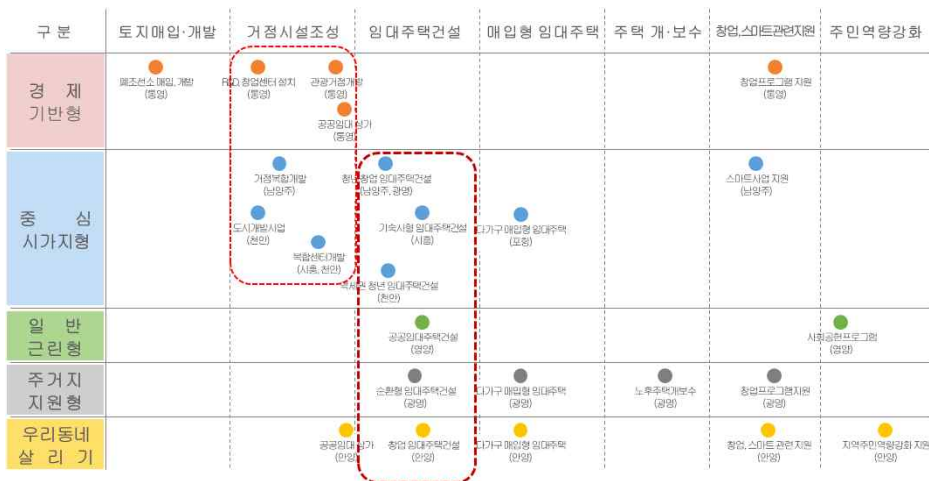 구 분
토지매입·개발
거점시설조성
임대주택건설
매입형 임대주택
주택 개·보수
창업,스마트관련지원
주민역량강화
경 제
기반형
폐조선소 매입, 개발
(통영)
R&D, 창업센터 설치
(통영)
관광거점개발
(통영)
창업프로그램 지원
(통영)
공공임대 상가
(통영)
중 심
시가지형
거점복합개발
(남양주)
청년 창업 임대주택건설
(남양주, 광명)
스마트사업 지원
(남양주)
도시개발사업
(천안)
기숙사형 임대주택건설
(시흥)
다가구 매입형 임대주택
(포항)
복합센터개발
(시흥, 천안)
역세권 청년 임대주택건설
(천안)
일 반
근린형
공공임대주택건설
(영양)
사회공헌프로그램
(영양)
주거지
지원형
순환형 임대주택건설
(광명)
다가구 매입형 임대주택
(광명)
노후주택개보수
(광명)
창업프로그램지원
(광명)
우리동네
살 리 기
공공임대 상가
(안양)
창업 임대주택건설
(안양)
다가구 매입형 임대주택
(안양)
창업, 스마트 관련 지원
(안양)
지역주민역량강화 지원
(안양)